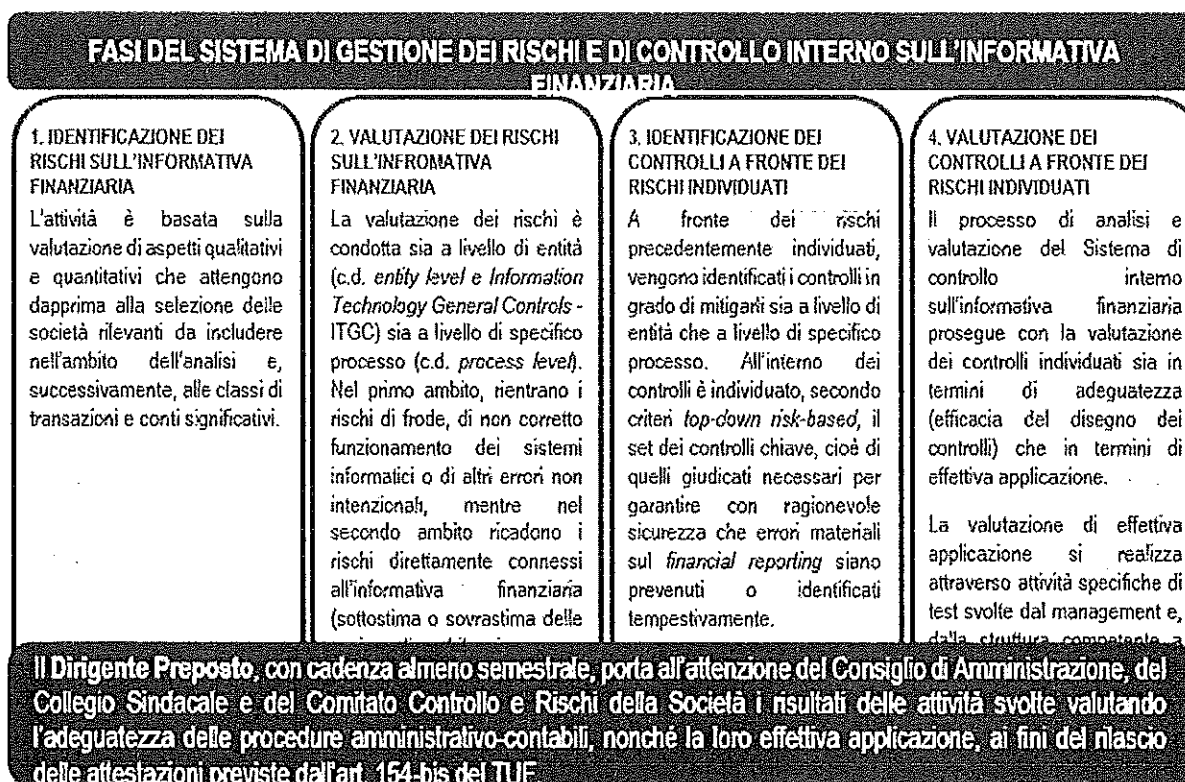 FASI DEL SISTEMA DI GESTIONE DEI RISCHI E DI CONTROLLO INTERNO SULL'INFORMATIVA
FINANZIARIA
1. IDENTIFICAZIONE DEI
RISCHI SULL'INFORMATIVA
FINANZIARIA
L'attività è basata sulla
valutazione di aspetti qualitativi
e quantitativi che attengono
dapprima alla selezione delle
società rilevanti da includere
nell'ambito dell'analisi e,
successivamente, alle classi di
transazioni e conti significativi.
2. VALUTAZIONE DEI RISCHI
SULL'INFROMATIVA
FINANZIARIA
La valutazione dei rischi è
condotta sia a livello di entità
(c.d. entity level e Information
Technology General Controls -
ITGC) sia a livello di specifico
processo (c.d. process level).
Nel primo ambito, rientrano i
rischi di frode, di non corretto
funzionamento dei sistemi
informatici o di altri errori non
intenzionali, mentre nel
secondo ambito ricadono i
rischi direttamente connessi
all'informativa finanziaria
(sottostima o sovrastima delle
3. IDENTIFICAZIONE DEI
CONTROLLI A FRONTE DEI
RISCHI INDIVIDUATI
A fronte dei rischi
precedentemente individuati,
vengono identificati i controlli in
grado di mitigarli sia a livello di
entità che a livello di specifico
processo. All'interno dei
controlli è individuato, secondo
criteri top-down risk-based, il
set dei controlli chiave, cioè di
quelli giudicati necessari per
garantire con ragionevole
sicurezza che errori materiali
sul financial reporting siano
prevenuti o identificati
tempestivamente.
4. VALUTAZIONE DEI
CONTROLLI A FRONTE DEI
RISCHI INDIVIDUATI
Il processo di analisi e
valutazione del Sistema di
controllo interno
sull'informativa finanziaria
prosegue con la valutazione
dei controlli individuati sia in
termini di adeguatezza
(efficacia del disegno dei
controlli) che in termini di
effettiva applicazione.
La valutazione di effettiva
applicazione si realizza
attraverso attività specifiche di
test svolte dal management e,
dalla struttura competente a
Il Dirigente Preposto, con cadenza almeno semestrale, porta all'attenzione del Consiglio di Amministrazione, del
Collegio Sindacale e del Comitato Controllo e Rischi della Società i risultati delle attività svolte valutando
l'adeguatezza delle procedure amministrativo-contabili, nonché la loro effettiva applicazione, ai fini del rilascio
delle attestazioni previste dall'art. 154-bis del TUF